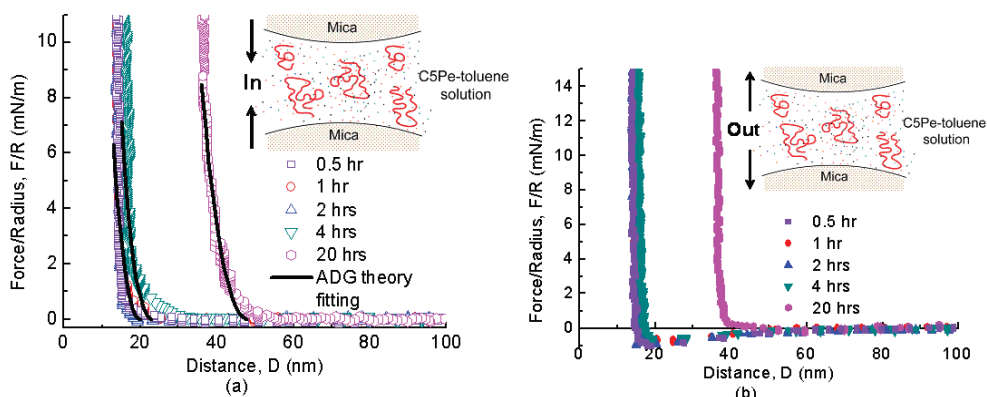 Force/Radius, F/R (mN/m)
10
8
6
4
2
0
0
20
40
60
80
100
Distance, D (nm)
(a)
Mica
In
C5Pe-toluene
solution
Mica
0.5 hr
1 hr
2 hrs
4 hrs
20 hrs
ADG theory
fitting
Force/Radius, F/R (mN/m)
14
12
10
8
6
4
2
0
0
20
40
60
80
100
Distance, D (nm)
(b)
Mica
Out
C5Pe-toluene
solution
Mica
0.5 hr
1 hr
2 hrs
4 hrs
20 hrs